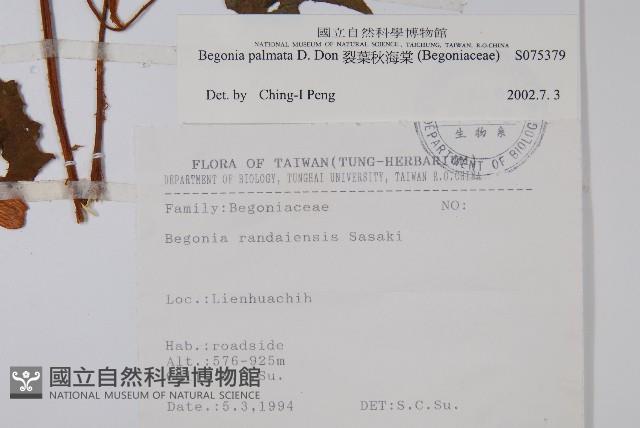 國立自然科學博物館
NATIONAL MUSEUM OF NATURAL SCIENCE, TAICHUNG, TAIWAN, R.O.CHINA
Begonia palmata D. Don 裂葉秋海棠 (Begoniaceae) S075379
Det. by Ching-I Peng 2002.7.3
生物系
DEPARTMENT OF BIOLOGY
FLORA OF TAIWAN(TUNG-HERBARIUM)
DEPARTMENT OF BIOLOGY, TUNGHAI UNIVERSITY, TAIWAN R.O.CHINA
Family:Begoniaceae NO:
Begonia randaiensis Sasaki
Loc.:Lienhuachih
Hab.:roadside
Alt.:576-925m
Su.
Date.:5.3,1994 DET:S.C.Su.
國立自然科學博物館
NATIONAL MUSEUM OF NATURAL SCIENCE